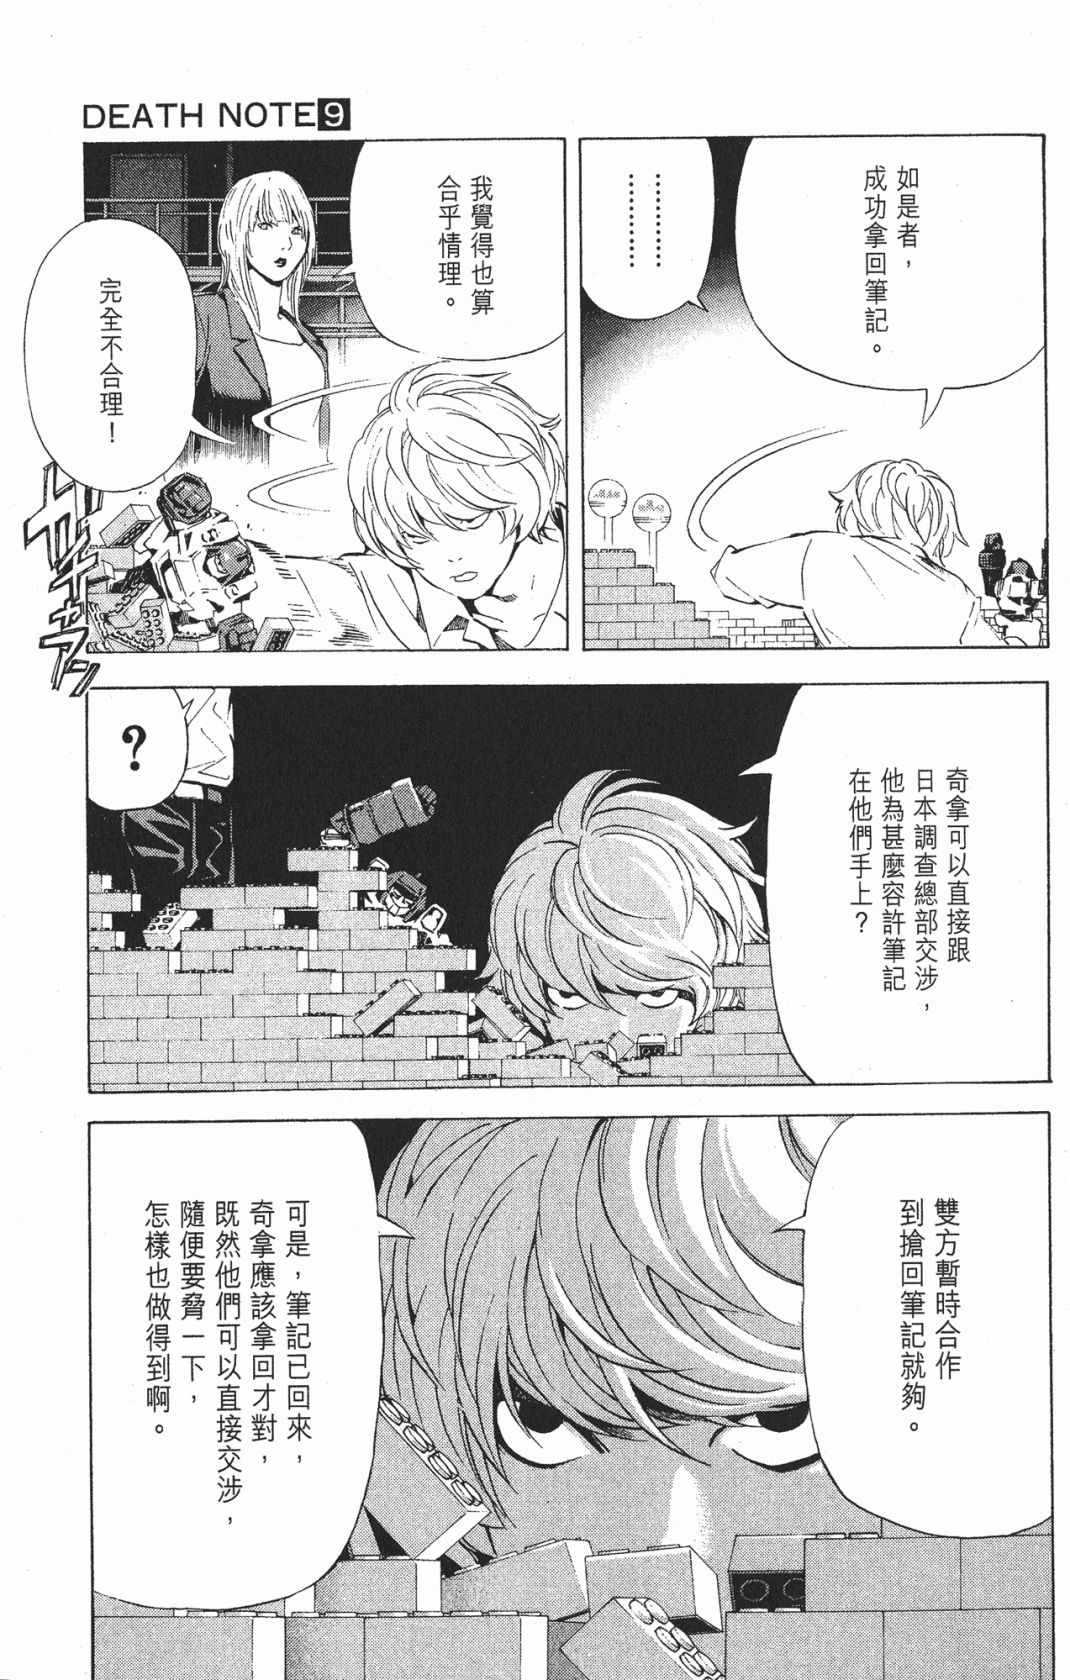 DEATH NOTE 9
如是者，
成功拿回筆記。
………………
我覺得也算
合乎情理。
完全不合理！
ガキャアン
奇拿可以直接跟
日本調查總部交涉，
他為甚麼容許筆記
在他們手上？
？
雙方暫時合作
到搶回筆記就夠。
可是，筆記已回來，
奇拿應該拿回才對，
既然他們可以直接交涉，
隨便要脅一下，
怎樣也做得到啊。